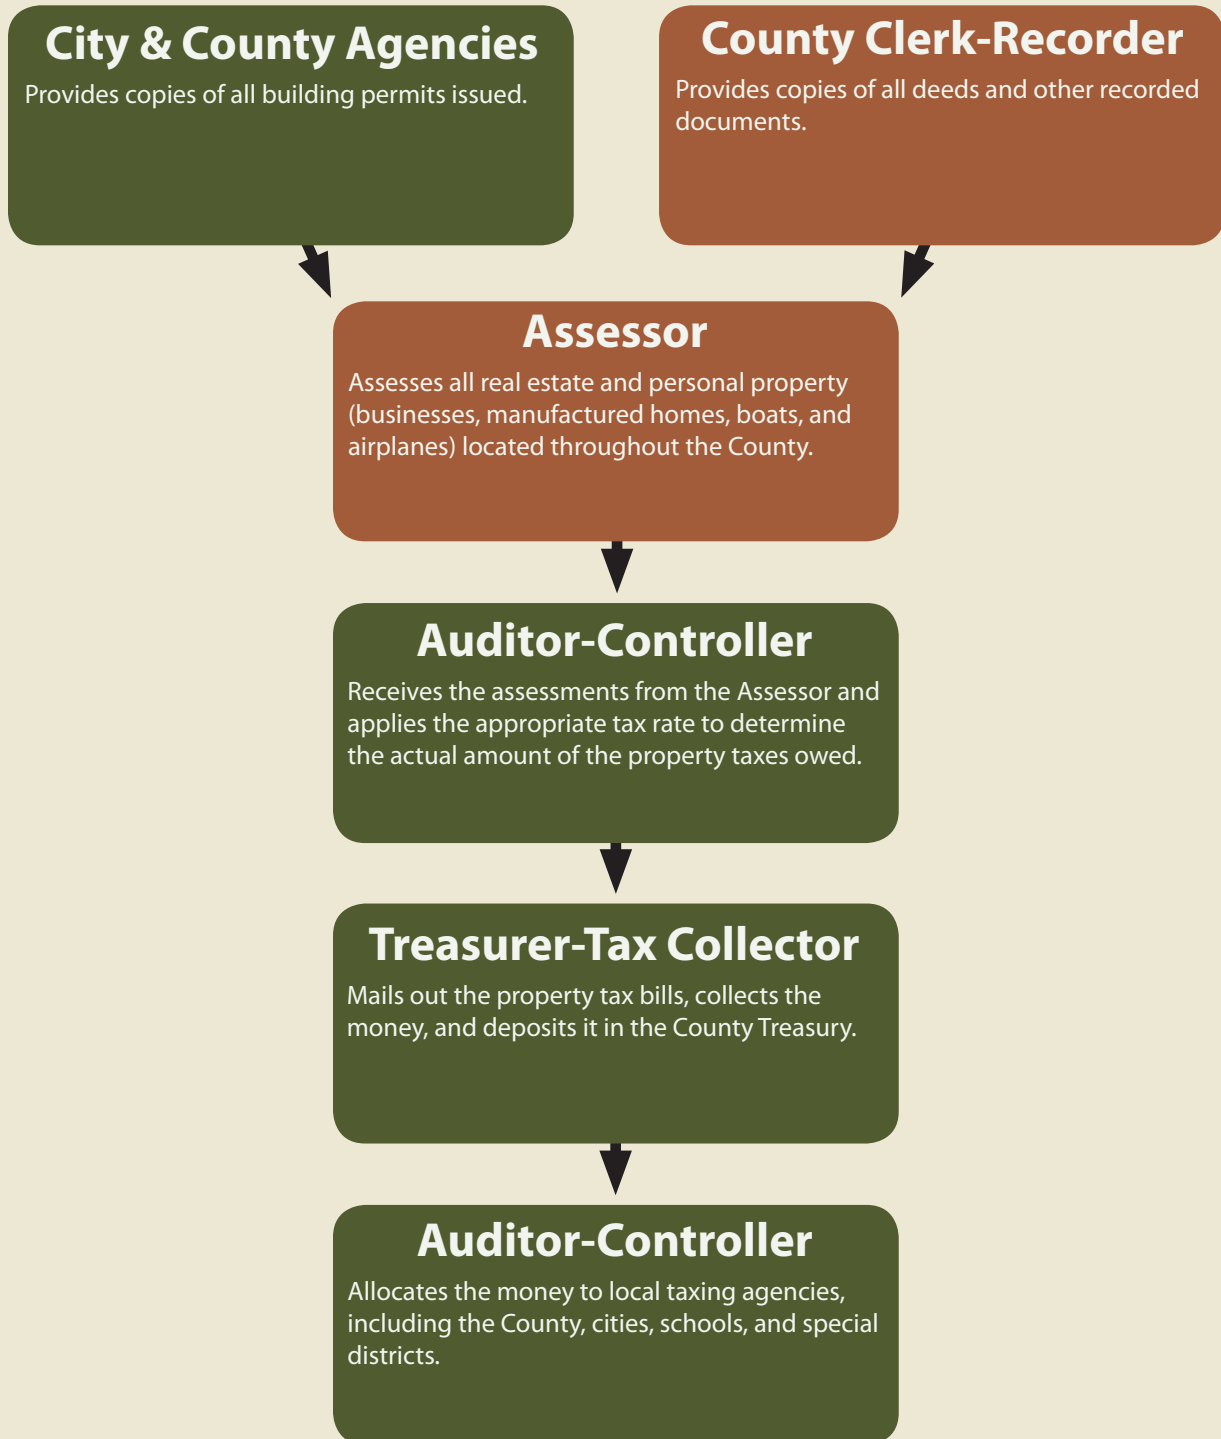 City & County Agencies
Provides copies of all building permits issued.
County Clerk-Recorder
Provides copies of all deeds and other recorded
documents.
Assessor
Assesses all real estate and personal property
(businesses, manufactured homes, boats, and
airplanes) located throughout the County.
Auditor-Controller
Receives the assessments from the Assessor and
applies the appropriate tax rate to determine
the actual amount of the property taxes owed.
Treasurer-Tax Collector
Mails out the property tax bills, collects the
money, and deposits it in the County Treasury.
Auditor-Controller
Allocates the money to local taxing agencies,
including the County, cities, schools, and special
districts.